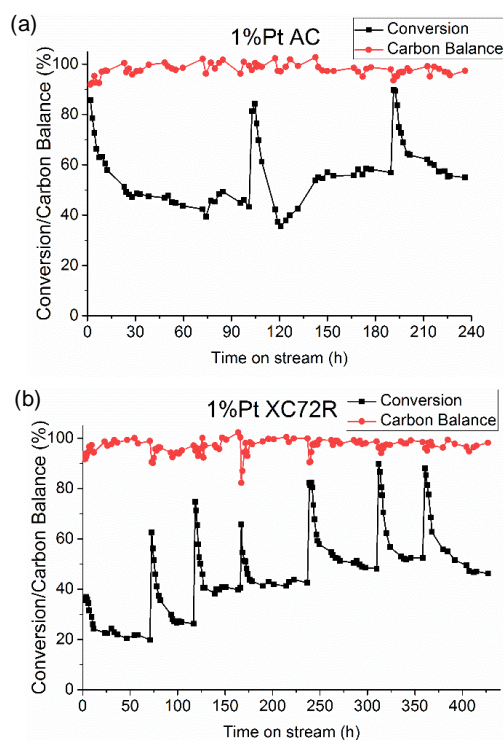 (a)
1%Pt AC
Conversion
Carbon Balance
Conversion/Carbon Balance (%)
100
80
60
40
20
0
0 30 60 90 120 150 180 210 240
Time on stream (h)
(b)
1%Pt XC72R
Conversion
Carbon Balance
Conversion/Carbon Balance (%)
100
80
60
40
20
0
0 50 100 150 200 250 300 350 400
Time on stream (h)